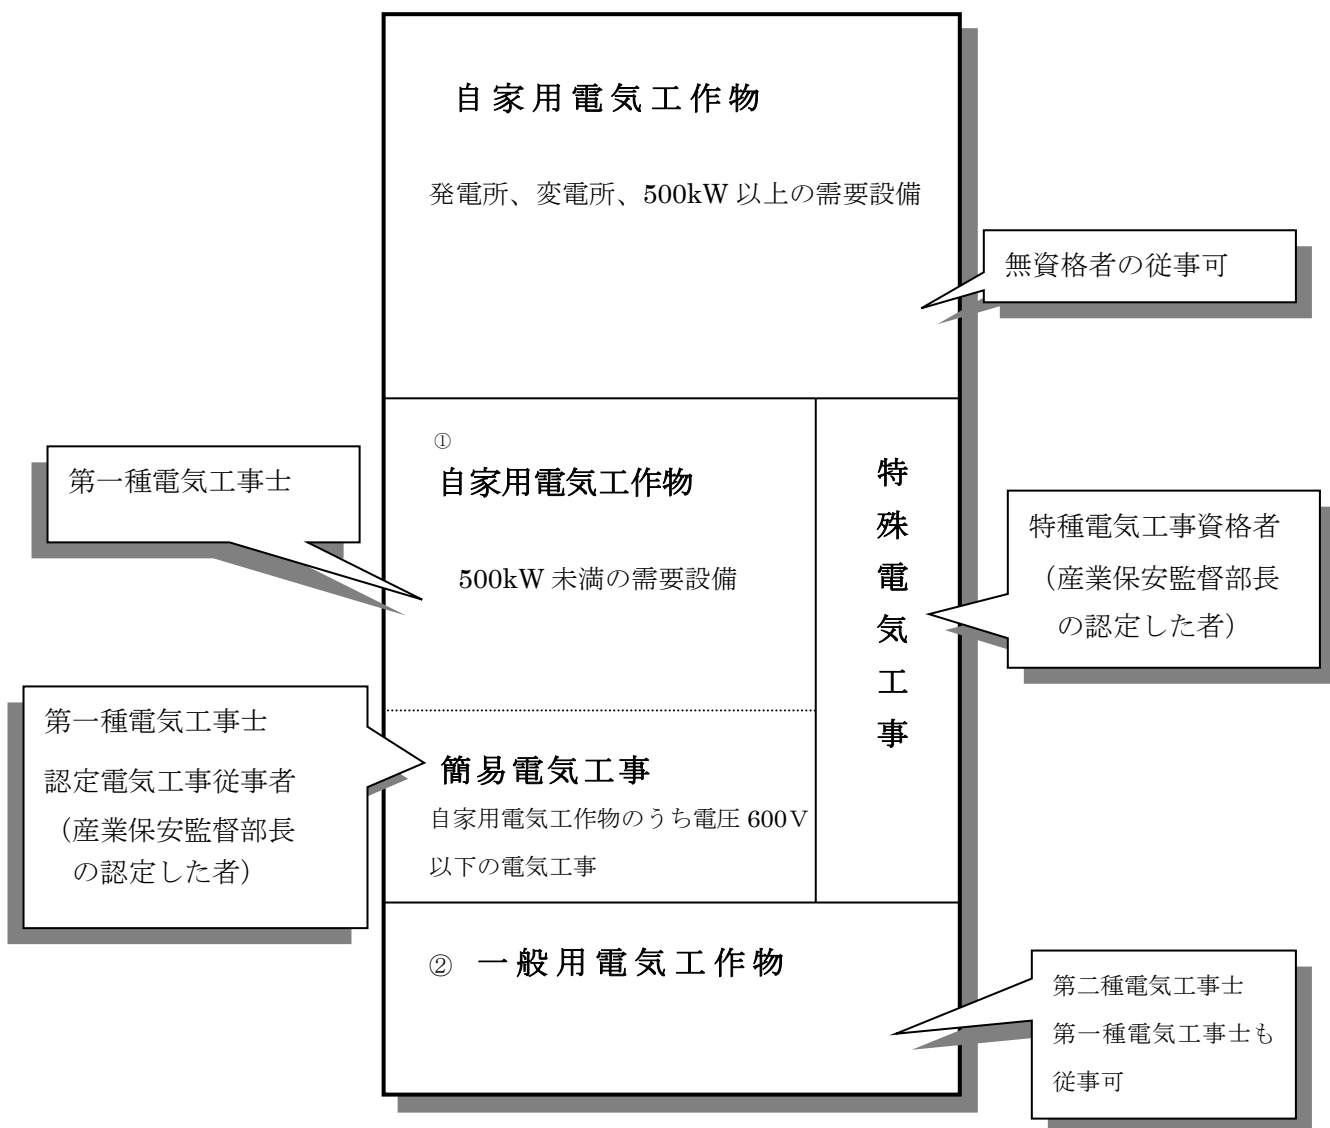 自家用電気工作物
発電所、変電所、500kW 以上の需要設備
無資格者の従事可
①
自家用電気工作物
500kW 未満の需要設備
第一種電気工事士
特殊電気工事
特種電気工事資格者
（産業保安監督部長
の認定した者）
第一種電気工事士
認定電気工事従事者
（産業保安監督部長
の認定した者）
簡易電気工事
自家用電気工作物のうち電圧 600V
以下の電気工事
② 一般用電気工作物
第二種電気工事士
第一種電気工事士も
従事可